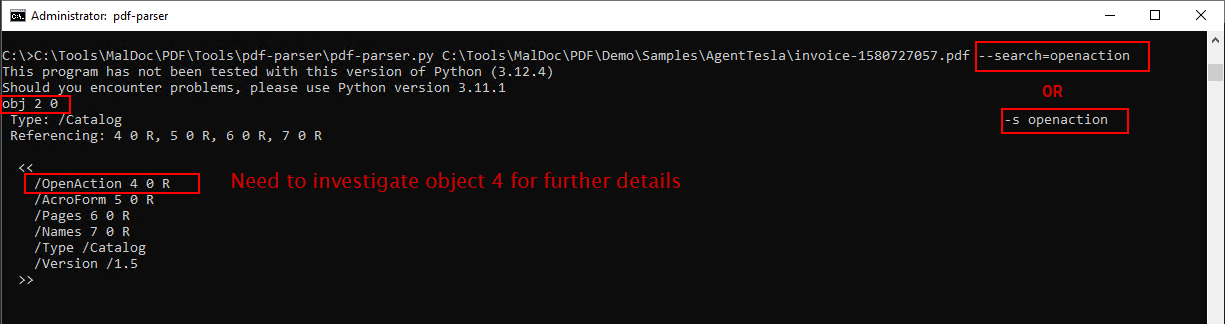 Administrator: pdf-parser
C:\>C:\Tools\MalDoc\PDF\Tools\pdf-parser\pdf-parser.py C:\Tools\MalDoc\PDF\Demo\Samples\AgentTesla\invoice-1580727057.pdf --search=openaction
This program has not been tested with this version of Python (3.12.4)
Should you encounter problems, please use Python version 3.11.1
OR
obj 2 0
Type: /Catalog
-s openaction
Referencing: 4 0 R, 5 0 R, 6 0 R, 7 0 R
<<
/OpenAction 4 0 R
Need to investigate object 4 for further details
/AcroForm 5 0 R
/Pages 6 0 R
/Names 7 0 R
/Type /Catalog
/Version /1.5
>>